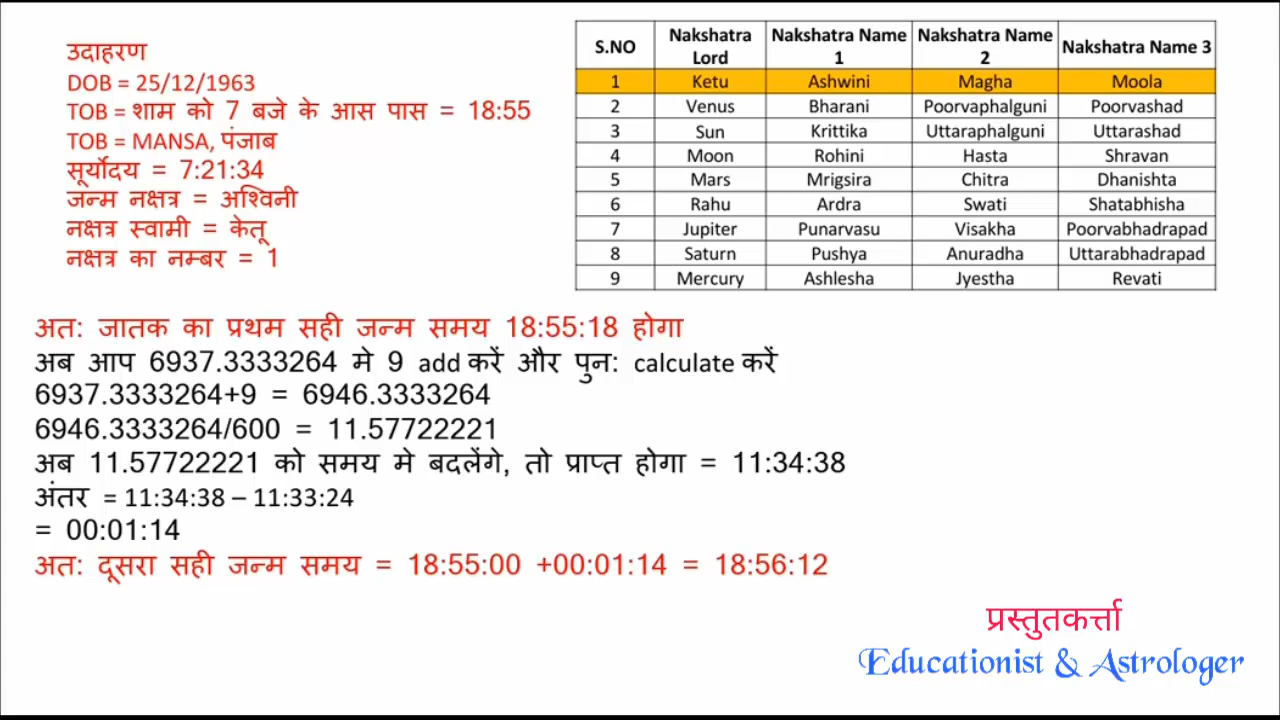 उदाहरण
DOB = 25/12/1963
TOB = शाम को 7 बजे के आस पास = 18:55
TOB = MANSA, पंजाब
सूर्योदय = 7:21:34
जन्म नक्षत्र = अश्विनी
नक्षत्र स्वामी = केतू
नक्षत्र का नम्बर = 1
S.NO Nakshatra Lord Nakshatra Name 1 Nakshatra Name 2 Nakshatra Name 3
1 Ketu Ashwini Magha Moola
2 Venus Bharani Poorvaphalguni Poorvashad
3 Sun Krittika Uttaraphalguni Uttarashad
4 Moon Rohini Hasta Shravan
5 Mars Mrigsira Chitra Dhanishta
6 Rahu Ardra Swati Shatabhisha
7 Jupiter Punarvasu Visakha Poorvabhadrapad
8 Saturn Pushya Anuradha Uttarabhadrapad
9 Mercury Ashlesha Jyestha Revati
अत: जातक का प्रथम सही जन्म समय 18:55:18 होगा
अब आप 6937.3333264 मे 9 add करें और पुन: calculate करें
6937.3333264+9 = 6946.3333264
6946.3333264/600 = 11.57722221
अब 11.57722221 को समय मे बदलेंगे, तो प्राप्त होगा = 11:34:38
अंतर = 11:34:38 – 11:33:24
= 00:01:14
अत: दूसरा सही जन्म समय = 18:55:00 +00:01:14 = 18:56:12
प्रस्तुतकर्त्ता
Educationist & Astrologer